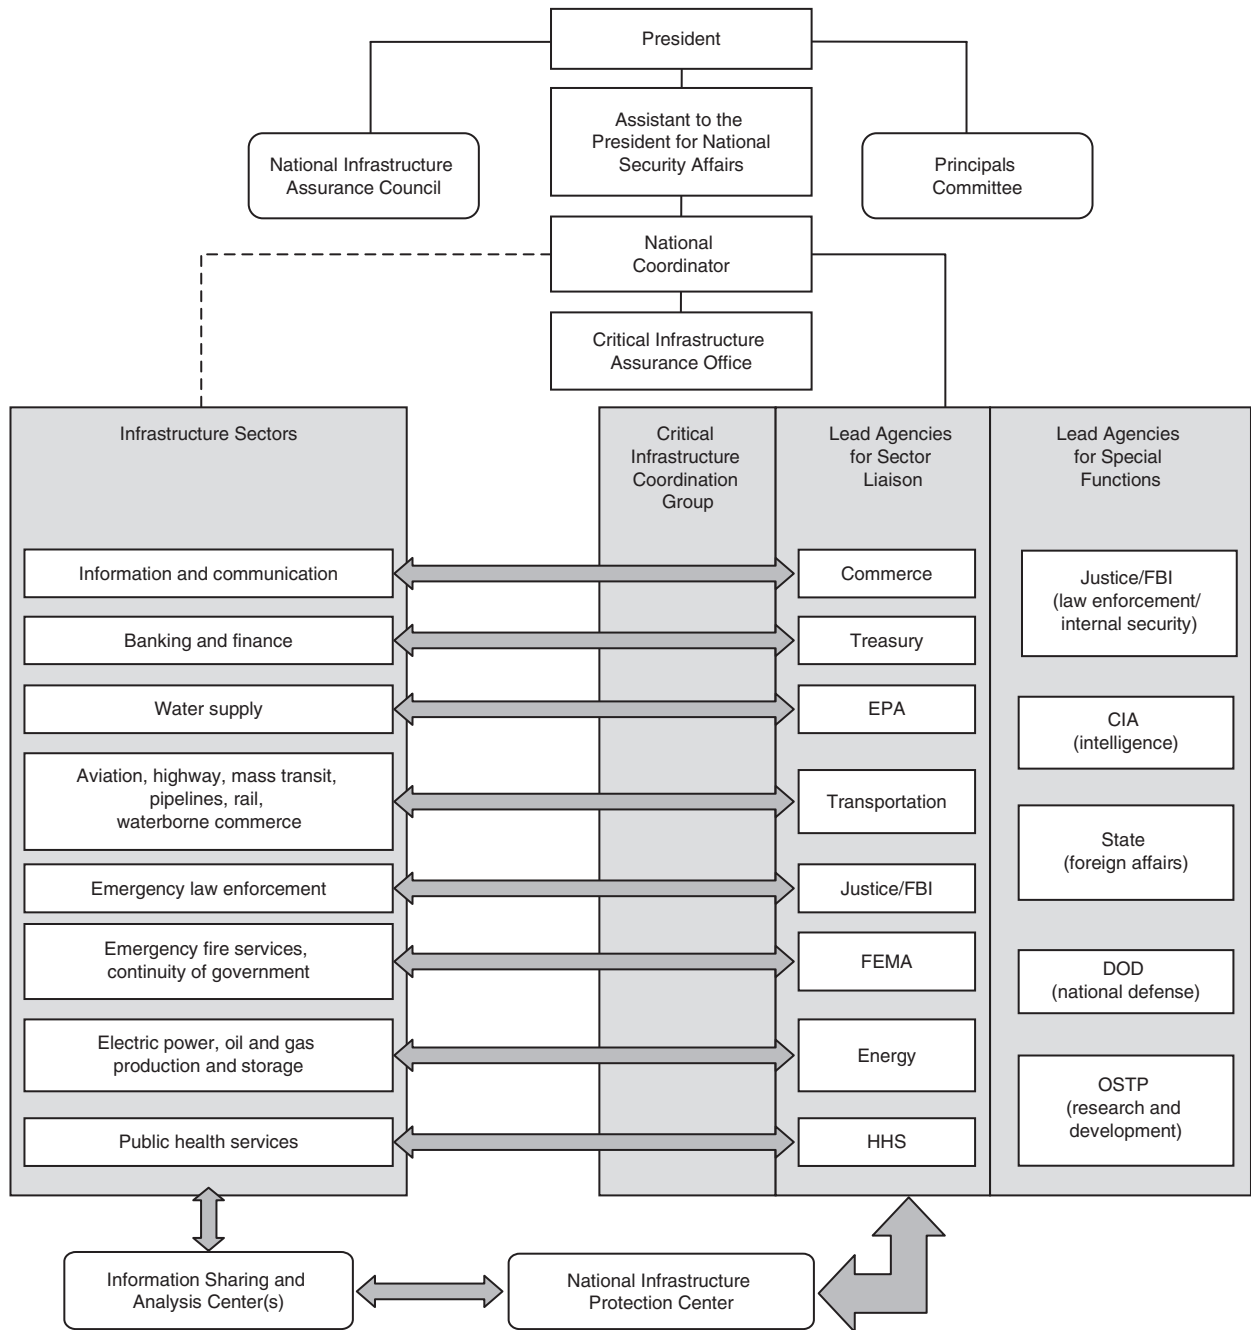 President
Assistant to the
President for National
Security Affairs
National Infrastructure
Assurance Council
Principals
Committee
National
Coordinator
Critical Infrastructure
Assurance Office
Infrastructure Sectors
Critical
Infrastructure
Coordination
Group
Lead Agencies
for Sector
Liaison
Lead Agencies
for Special
Functions
Information and communication
Commerce
Banking and finance
Treasury
Water supply
EPA
Aviation, highway, mass transit,
pipelines, rail,
waterborne commerce
Transportation
Emergency law enforcement
Justice/FBI
Emergency fire services,
continuity of government
FEMA
Electric power, oil and gas
production and storage
Energy
Public health services
HHS
Justice/FBI
(law enforcement/
internal security)
CIA
(intelligence)
State
(foreign affairs)
DOD
(national defense)
OSTP
(research and
development)
Information Sharing and
Analysis Center(s)
National Infrastructure
Protection Center